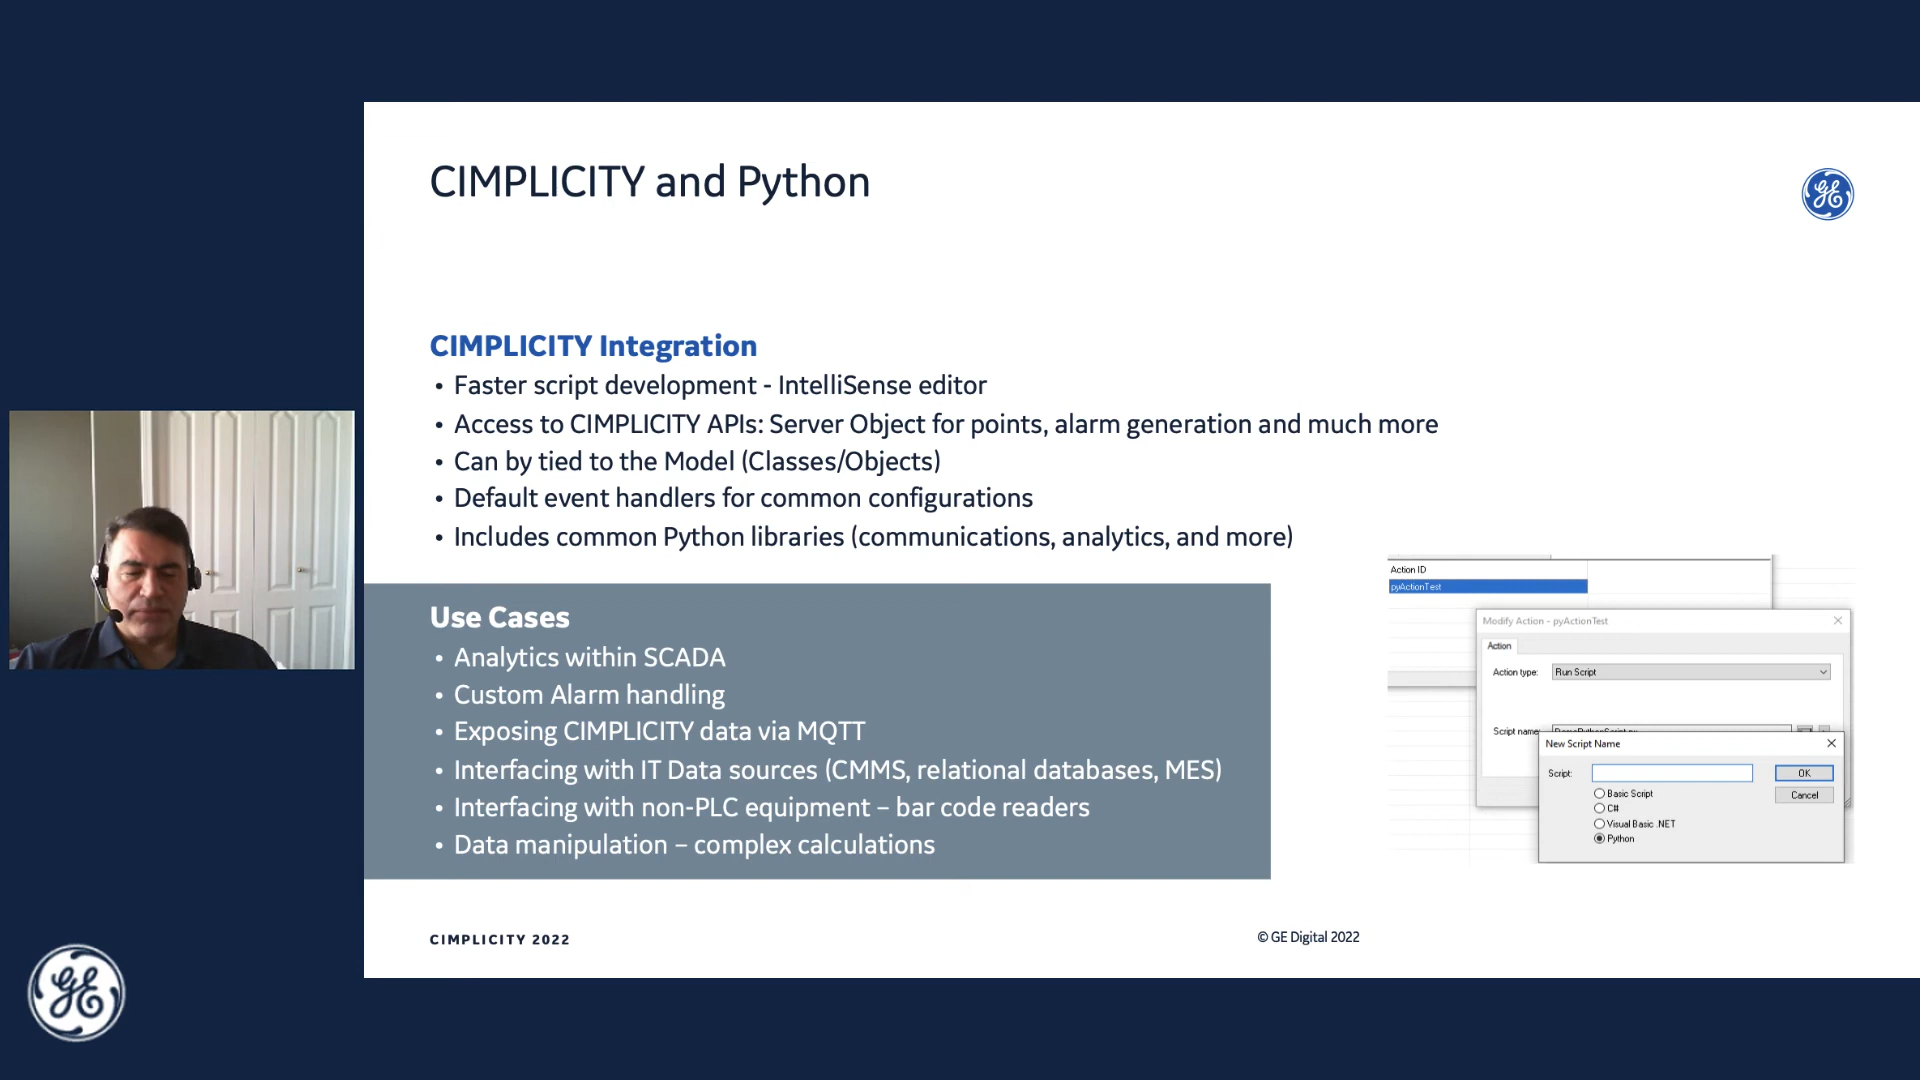 CIMPLICITY and Python
GE
CIMPLICITY Integration
• Faster script development - IntelliSense editor
• Access to CIMPLICITY APIs: Server Object for points, alarm generation and much more
• Can by tied to the Model (Classes/Objects)
• Default event handlers for common configurations
• Includes common Python libraries (communications, analytics, and more)
Use Cases
• Analytics within SCADA
• Custom Alarm handling
• Exposing CIMPLICITY data via MQTT
• Interfacing with IT Data sources (CMMS, relational databases, MES)
• Interfacing with non-PLC equipment – bar code readers
• Data manipulation – complex calculations
Action ID
pyActionTest
Modify Action - pyActionTest
Action
Action type: Run Script
Script name:
New Script Name
Script:
OK
Basic Script
Cancel
C#
Visual Basic .NET
Python
CIMPLICITY 2022
© GE Digital 2022
GE